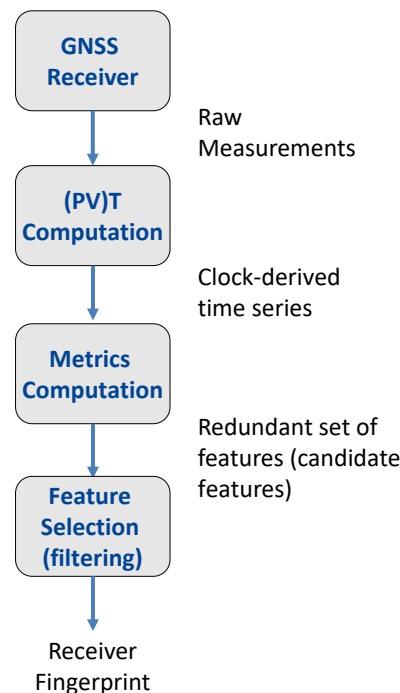 GNSS
Receiver
Raw
Measurements
(PV)T
Computation
Clock-derived
time series
Metrics
Computation
Redundant set of
features (candidate
features)
Feature
Selection
(filtering)
Receiver
Fingerprint